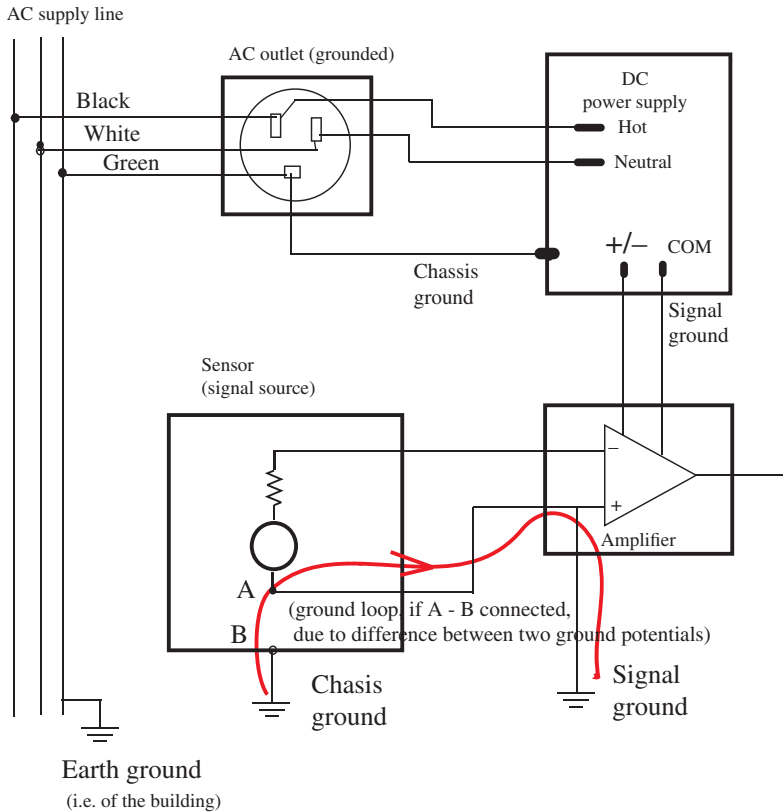 AC supply line
AC outlet (grounded)
Black
White
Green
DC
power supply
Hot
Neutral
+/− COM
Chassis
ground
Signal
ground
Sensor
(signal source)
−
+
Amplifier
A
(ground loop, if A - B connected,
due to difference between two ground potentials)
B
Chasis
ground
Signal
ground
Earth ground
(i.e. of the building)